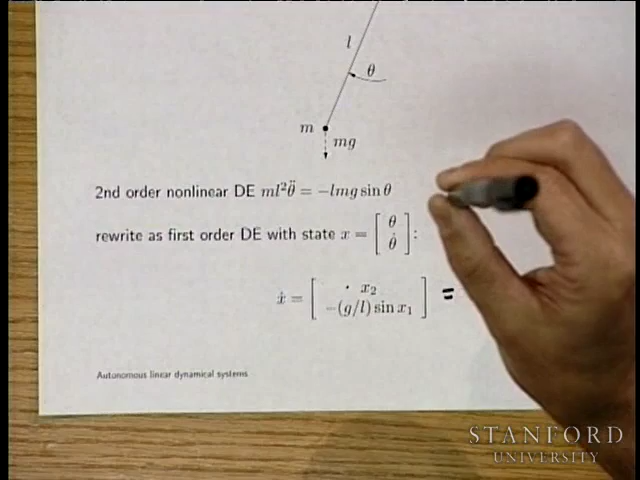 l
θ
m
mg
2nd order nonlinear DE ml²θ̈ = −lmg sin θ
rewrite as first order DE with state x = [ θ
θ̇ ] :
ẋ = [ x₂
−(g/l) sin x₁ ] =
Autonomous linear dynamical systems
STANFORD
UNIVERSITY